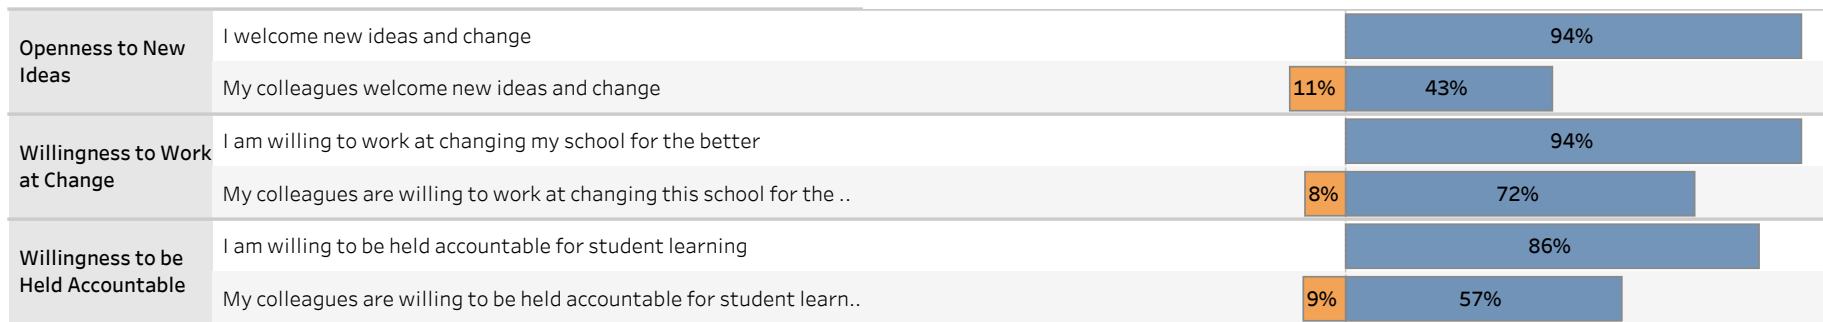 Openness to New
Ideas
I welcome new ideas and change
94%
My colleagues welcome new ideas and change
11%
43%
Willingness to Work
at Change
I am willing to work at changing my school for the better
94%
My colleagues are willing to work at changing this school for the ..
8%
72%
Willingness to be
Held Accountable
I am willing to be held accountable for student learning
86%
My colleagues are willing to be held accountable for student learn..
9%
57%